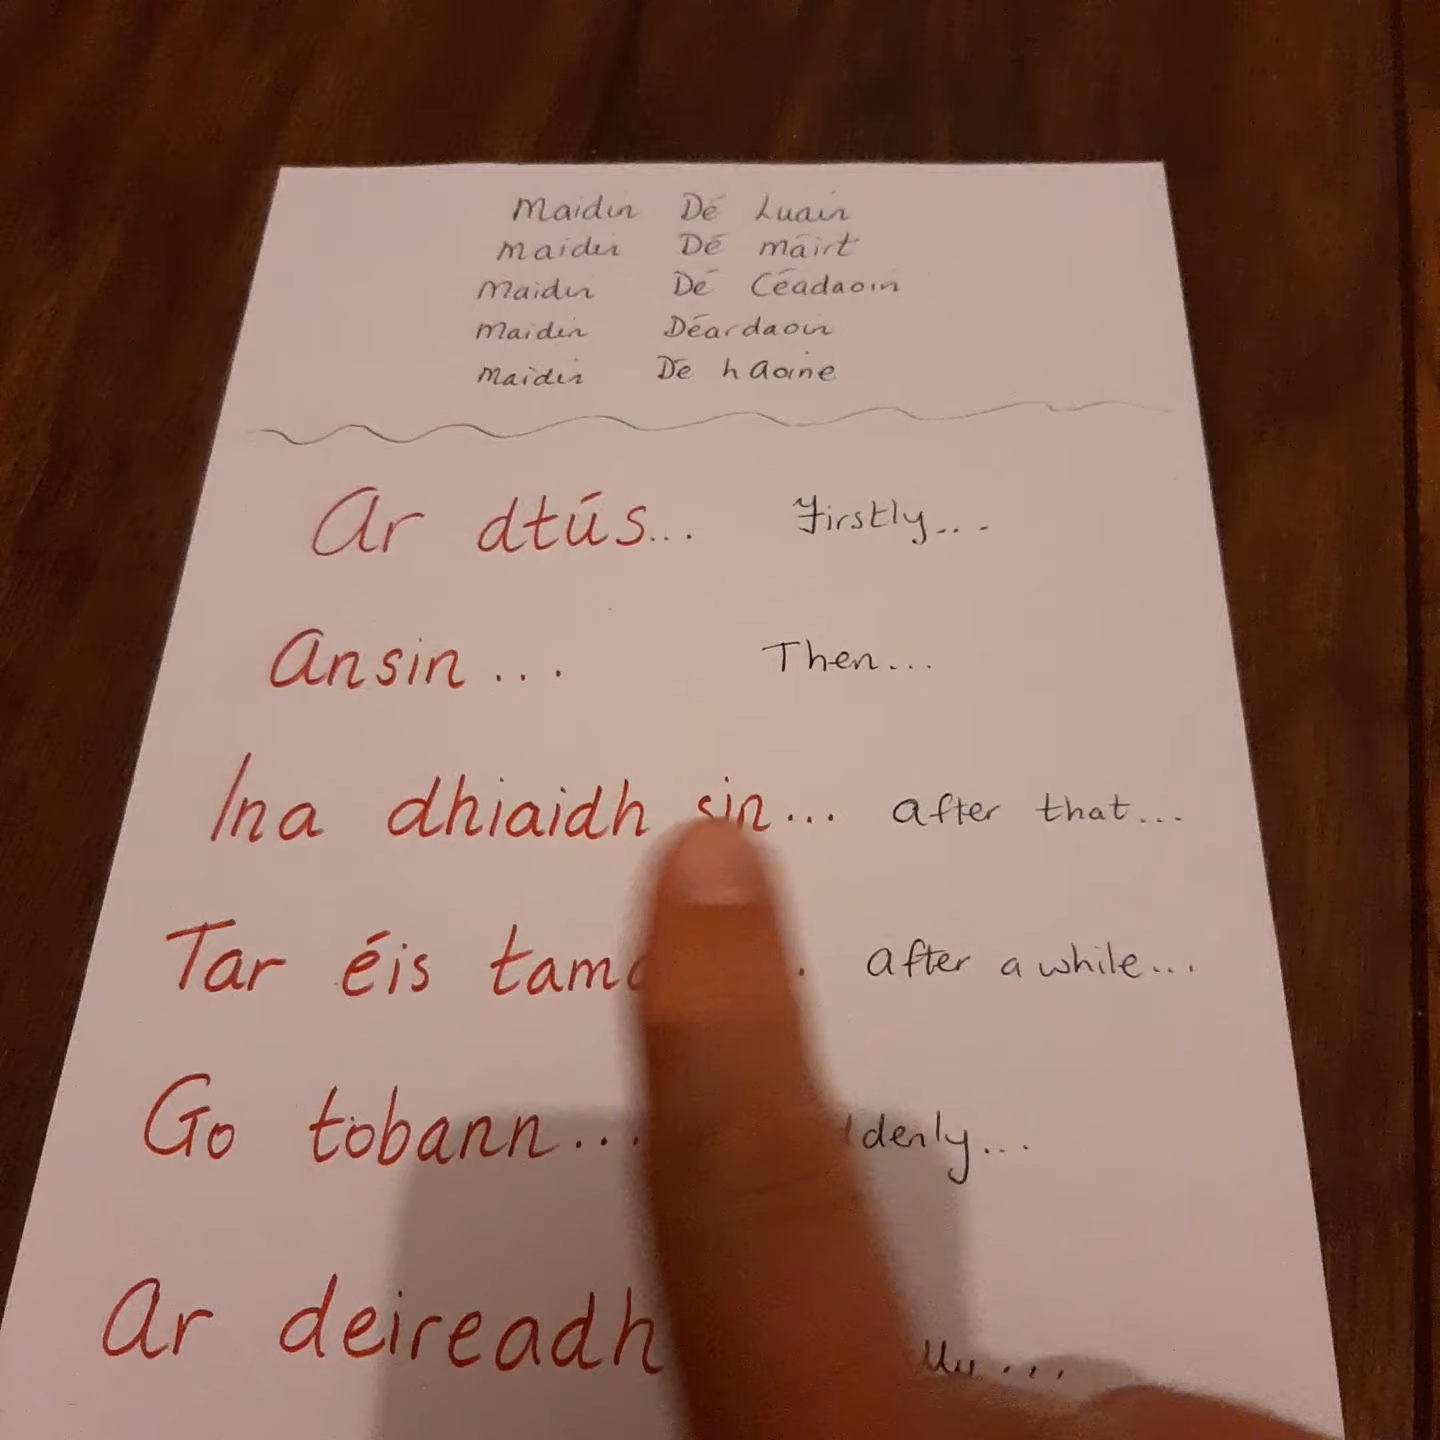 Maidin Dé Luain
Maidin Dé máirt
Maidin Dé Céadaoin
Maidin Déardaoin
Maidin Dé hAoine
Ar dtús... Firstly...
Ansin... Then...
Ina dhiaidh sin... After that...
Tar éis After a while...
Go tobann...
Ar deireadh